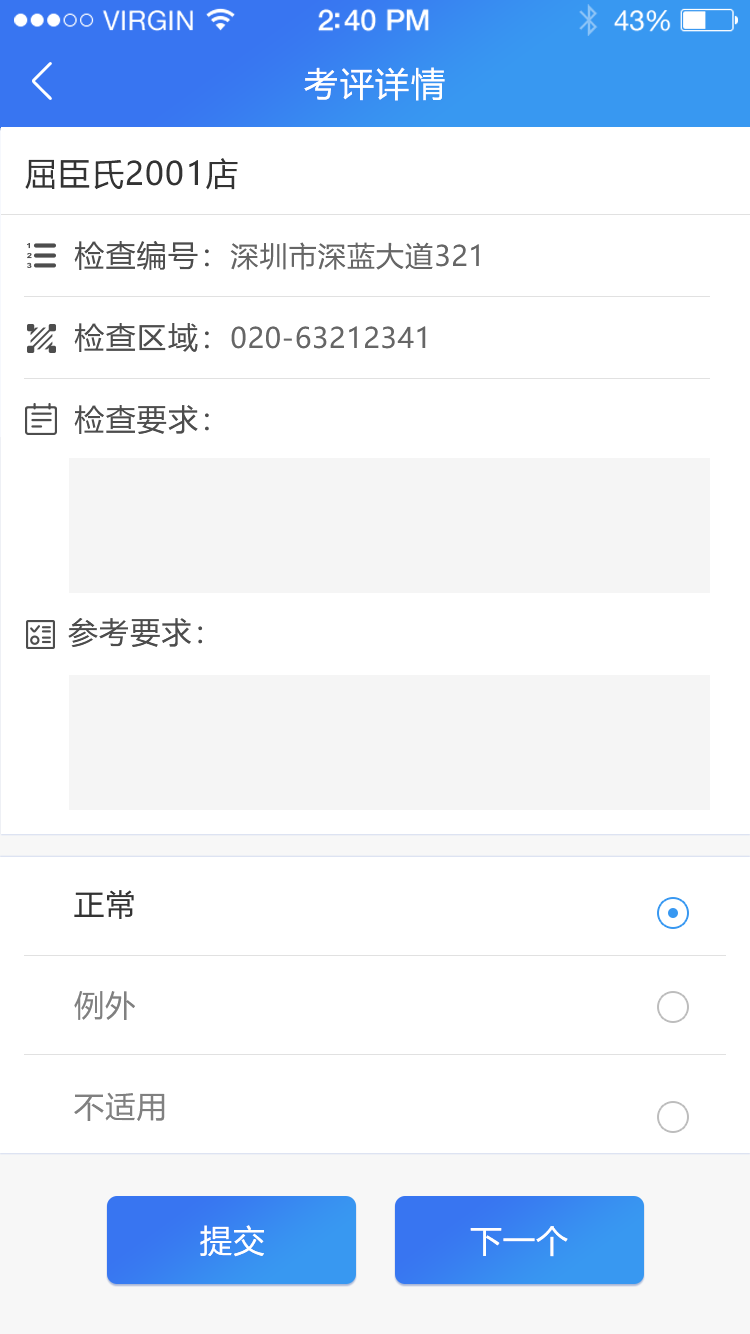 VIRGIN 2:40 PM 43%
考评详情
屈臣氏2001店
检查编号：深圳市深蓝大道321
检查区域：020-63212341
检查要求：
参考要求：
正常
例外
不适用
提交 下一个